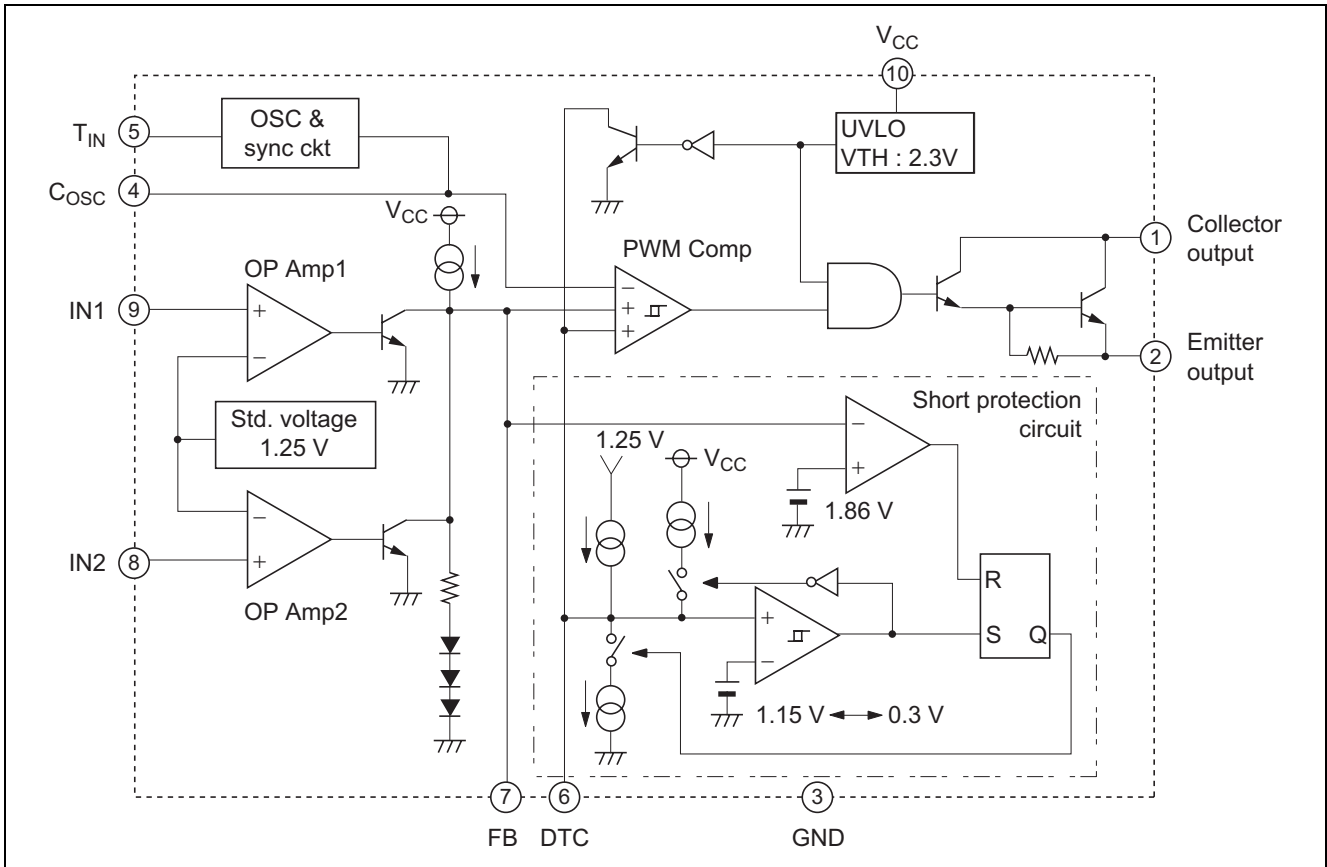 VCC
10
TIN
5
OSC &
sync ckt
UVLO
VTH : 2.3V
COSC
4
VCC
1
Collector
output
PWM Comp
OP Amp1
IN1
9
+
−
−
+
+
2
Emitter
output
Std. voltage
1.25 V
Short protection
circuit
1.25 V
VCC
−
+
1.86 V
IN2
8
−
+
OP Amp2
R
S
Q
+
−
1.15 V
0.3 V
7
6
3
FB
DTC
GND